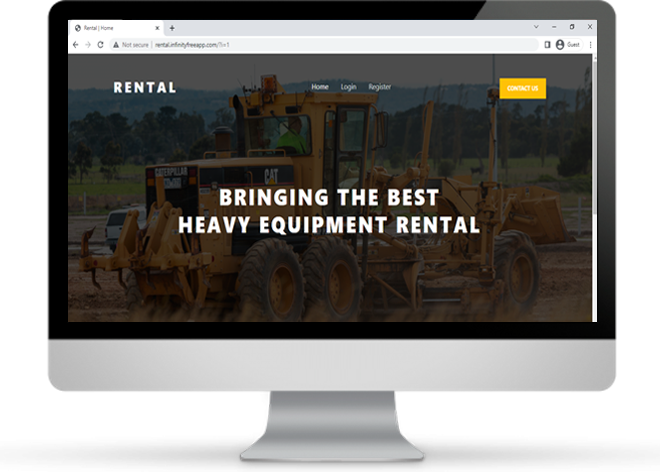 Rental | Home
Not secure | rental.infinityfreeapp.com/?i=1
Guest
RENTAL
Home Login Register
CONTACT US
CATERPILLAR
CAT
BRINGING THE BEST
HEAVY EQUIPMENT RENTAL